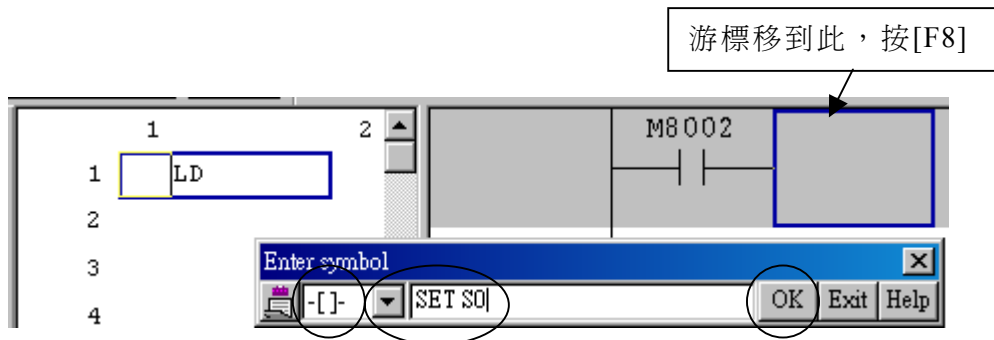 游標移到此，按[F8]
1 2
M8002
1 LD
2
3
Enter symbol
-[ ]- SET S0 OK Exit Help
4